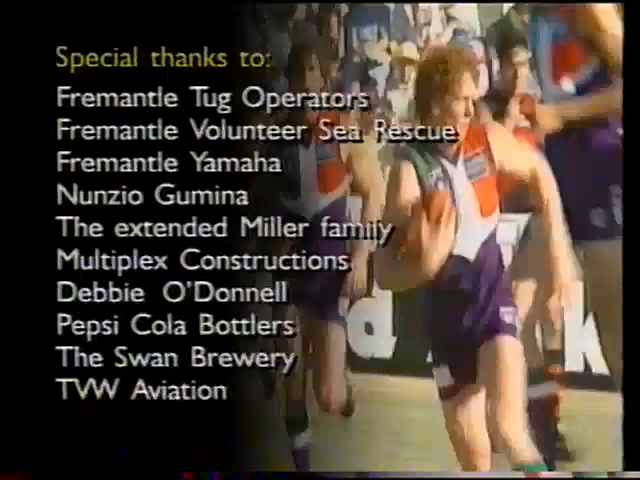 Special thanks to:
Fremantle Tug Operators
Fremantle Volunteer Sea Rescue
Fremantle Yamaha
Nunzio Gumina
The extended Miller family
Multiplex Constructions
Debbie O'Donnell
Pepsi Cola Bottlers
The Swan Brewery
TVW Aviation